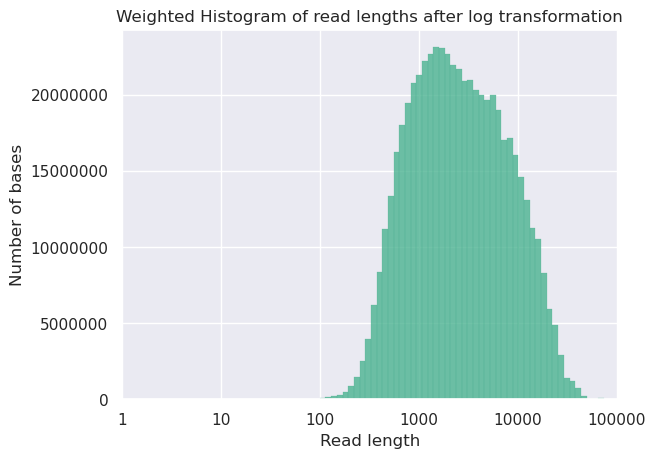 Weighted Histogram of read lengths after log transformation
Number of bases
20000000
15000000
10000000
5000000
0
1 10 100 1000 10000 100000
Read length